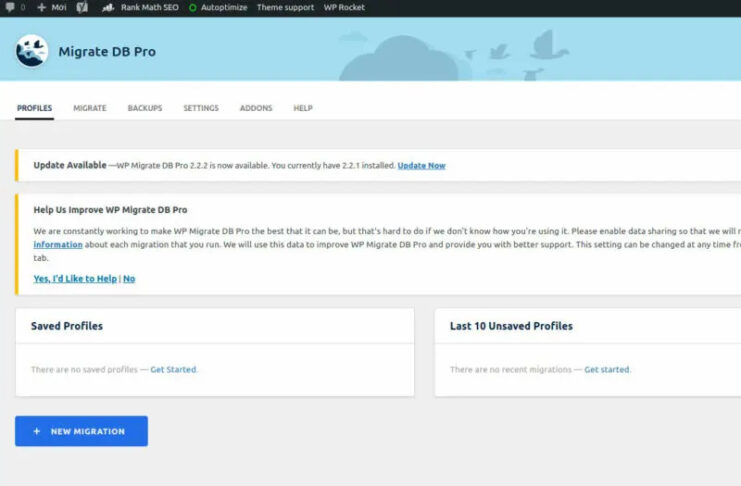 0 + Mới Rank Math SEO Autoptimize Theme support WP Rocket
Migrate DB Pro
PROFILES MIGRATE BACKUPS SETTINGS ADDONS HELP
Update Available —WP Migrate DB Pro 2.2.2 is now available. You currently have 2.2.1 installed. Update Now
Help Us Improve WP Migrate DB Pro
We are constantly working to make WP Migrate DB Pro the best that it can be, but that's hard to do if we don't know how you're using it. Please enable data sharing so that we will
information about each migration that you run. We will use this data to improve WP Migrate DB Pro and provide you with better support. This setting can be changed at any time
tab.
Yes, I'd Like to Help | No
Saved Profiles
There are no saved profiles — Get Started.
Last 10 Unsaved Profiles
There are no recent migrations — Get started.
+ NEW MIGRATION